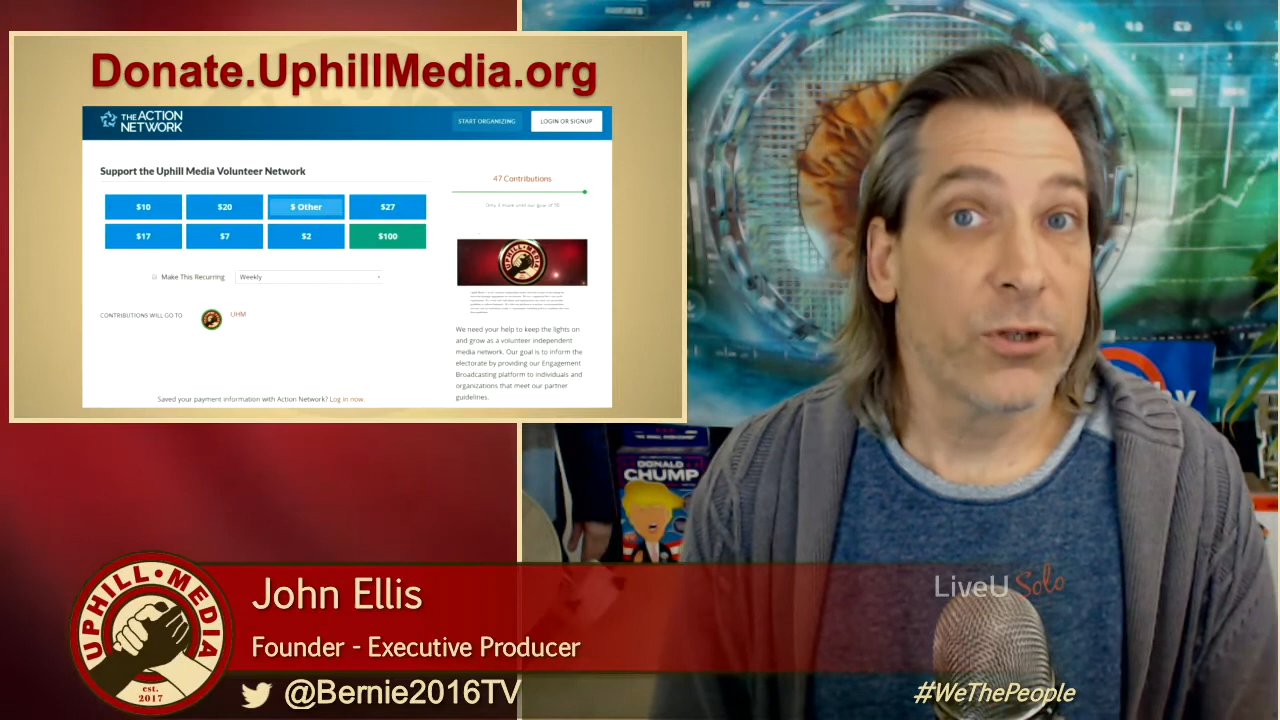 Donate.UphillMedia.org
THE ACTION
NETWORK
START ORGANIZING
LOGIN OR SIGNUP
Support the Uphill Media Volunteer Network
$10
$20
$ Other
$27
$17
$7
$2
$100
Make This Recurring
Weekly
CONTRIBUTIONS WILL GO TO
UHM
Saved your payment information with Action Network? Log in now.
47 Contributions
UPHILL MEDIA
We need your help to keep the lights on
and grow as a volunteer independent
media network. Our goal is to inform the
electorate by providing our Engagement
Broadcasting platform to individuals and
organizations that meet our partner
guidelines.
DONALD
CHUMP
UPHILL • MEDIA
est.
2017
John Ellis
Founder - Executive Producer
@Bernie2016TV
LiveU Solo
#WeThePeople